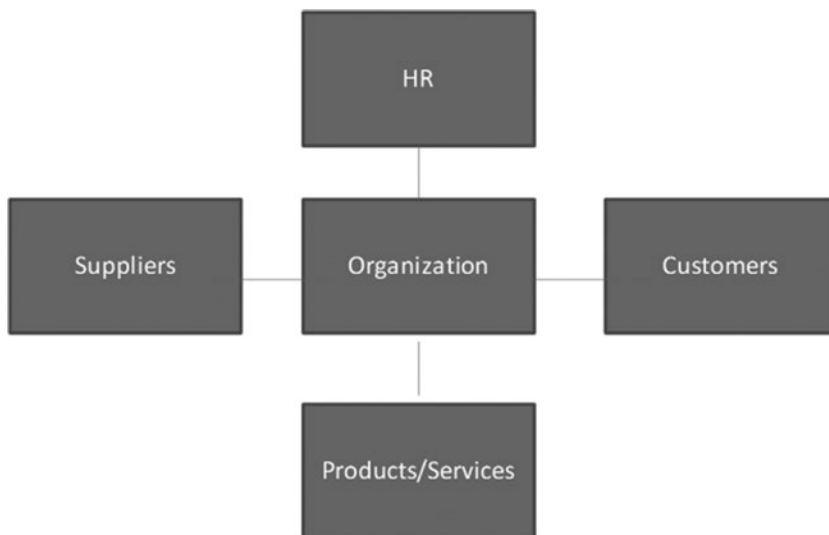 HR
Suppliers
Organization
Customers
Products/Services